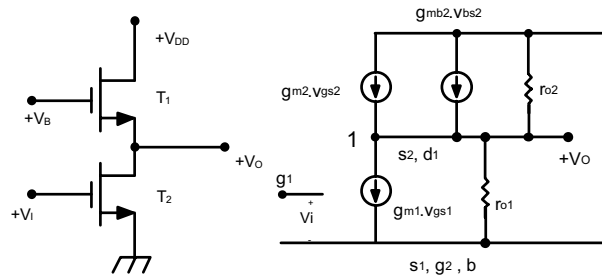 +VDD
T1
+VB
+VO
T2
+VI
gmb2.vbs2
gm2.vgs2
ro2
1
s2, d1
+VO
g1
+
Vi
-
gm1.vgs1
ro1
s1, g2 , b